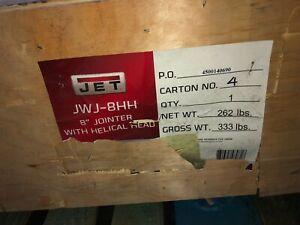 JET
JWJ-8HH
8" JOINTER
WITH HELICAL HEAD
P.O. 4500140690
CARTON NO. 4
QTY. 1
NET WT. 262 lbs.
GROSS WT. 333 lbs.